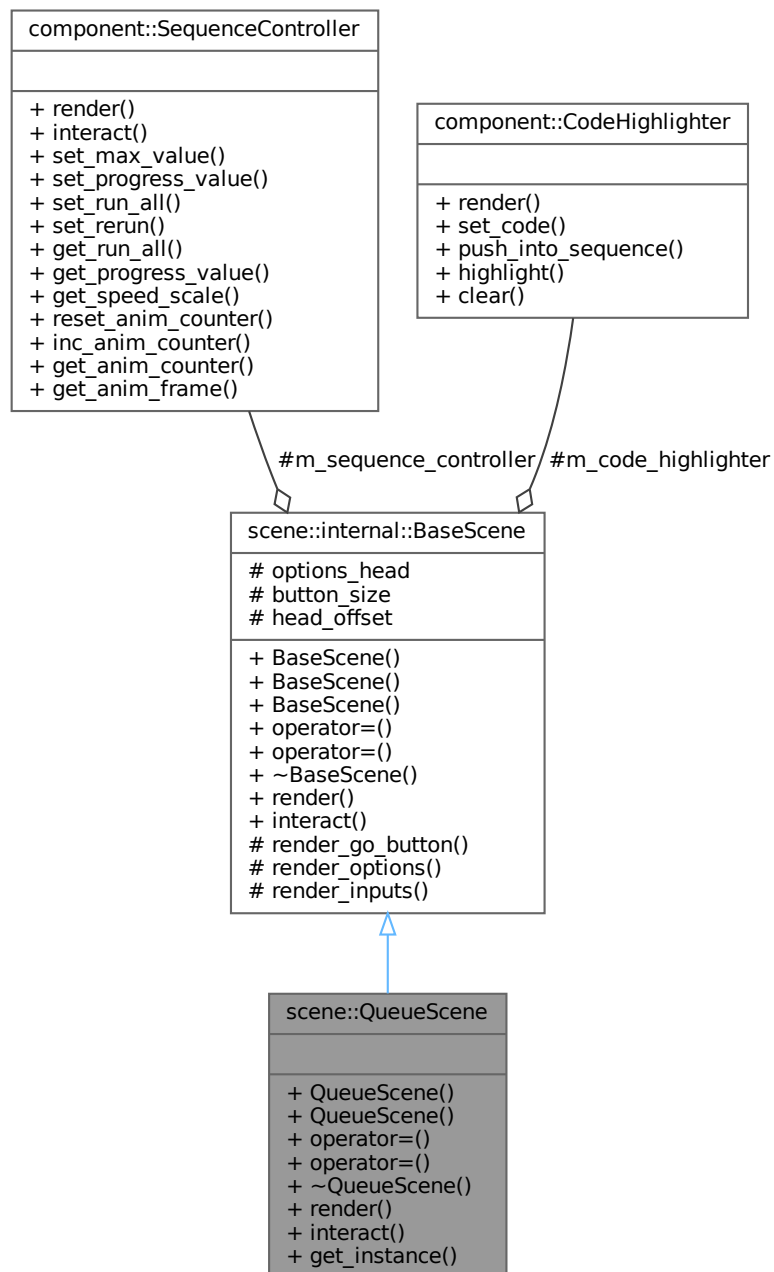 component::SequenceController
+ render()
+ interact()
+ set_max_value()
+ set_progress_value()
+ set_run_all()
+ set_rerun()
+ get_run_all()
+ get_progress_value()
+ get_speed_scale()
+ reset_anim_counter()
+ inc_anim_counter()
+ get_anim_counter()
+ get_anim_frame()
component::CodeHighlighter
+ render()
+ set_code()
+ push_into_sequence()
+ highlight()
+ clear()
#m_sequence_controller
#m_code_highlighter
scene::internal::BaseScene
# options_head
# button_size
# head_offset
+ BaseScene()
+ BaseScene()
+ BaseScene()
+ operator=()
+ operator=()
+ ~BaseScene()
+ render()
+ interact()
# render_go_button()
# render_options()
# render_inputs()
scene::QueueScene
+ QueueScene()
+ QueueScene()
+ operator=()
+ operator=()
+ ~QueueScene()
+ render()
+ interact()
+ get_instance()